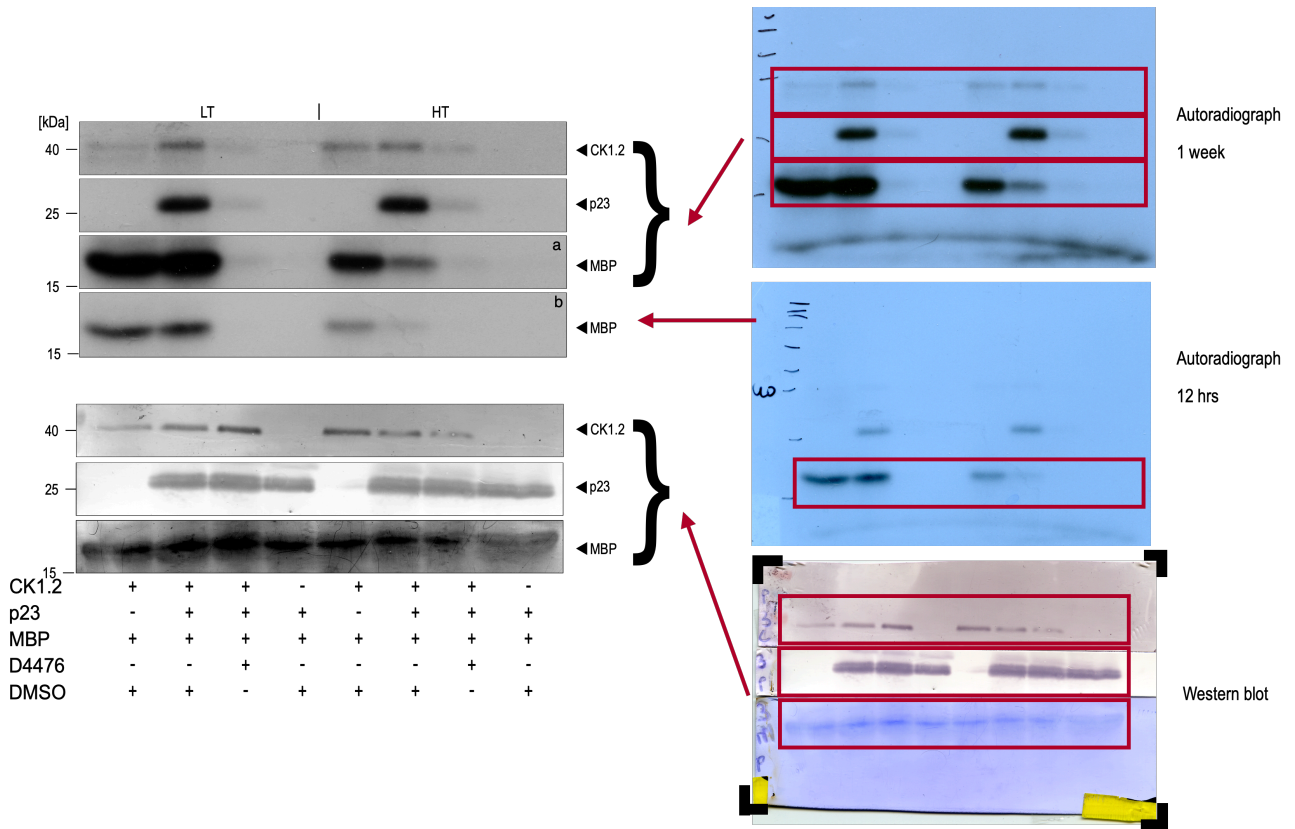 LT | HT
[kDa]
40 CK1.2
25 p23
a
15 MBP
b
MBP
15
40 CK1.2
25 p23
MBP
15
CK1.2 + + + - + + + -
p23 - + + + - + + +
MBP + + + + + + + +
D4476 - - + - - - + -
DMSO + + - + + + - +
Autoradiograph
1 week
3
Autoradiograph
12 hrs
Western blot